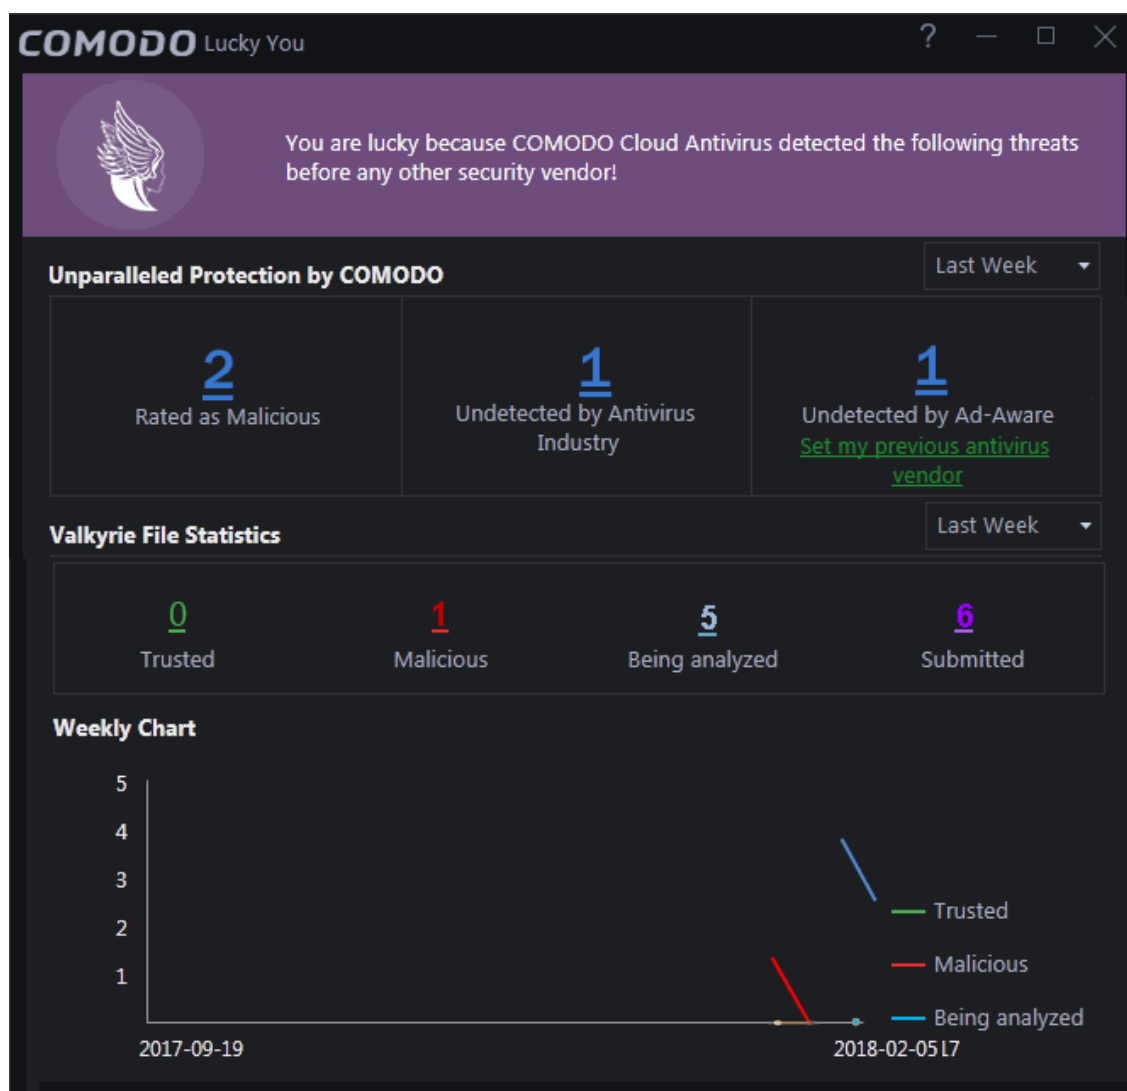 COMODO Lucky You
?
You are lucky because COMODO Cloud Antivirus detected the following threats
before any other security vendor!
Unparalleled Protection by COMODO
Last Week
2
Rated as Malicious
1
Undetected by Antivirus
Industry
1
Undetected by Ad-Aware
Set my previous antivirus
vendor
Valkyrie File Statistics
Last Week
0
Trusted
1
Malicious
5
Being analyzed
6
Submitted
Weekly Chart
5
4
3
2
1
Trusted
Malicious
Being analyzed
2017-09-19
2018-02-05